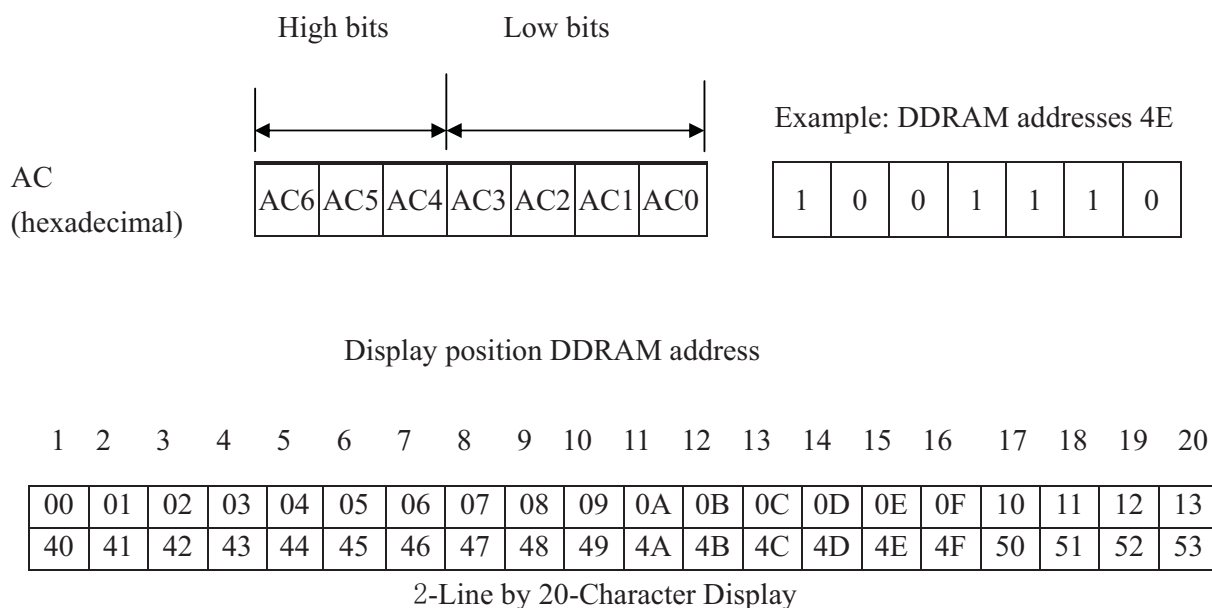 High bits Low bits
Example: DDRAM addresses 4E
AC
(hexadecimal)
AC6 AC5 AC4 AC3 AC2 AC1 AC0 1 0 0 1 1 1 0
Display position DDRAM address
1 2 3 4 5 6 7 8 9 10 11 12 13 14 15 16 17 18 19 20
00 01 02 03 04 05 06 07 08 09 0A 0B 0C 0D 0E 0F 10 11 12 13
40 41 42 43 44 45 46 47 48 49 4A 4B 4C 4D 4E 4F 50 51 52 53
2-Line by 20-Character Display